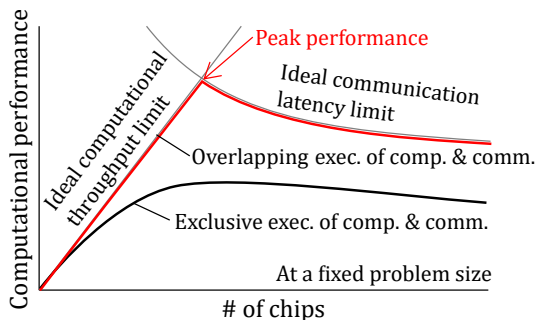 Computational performance
Ideal computational
throughput limit
Peak performance
Ideal communication
latency limit
Overlapping exec. of comp. & comm.
Exclusive exec. of comp. & comm.
At a fixed problem size
# of chips